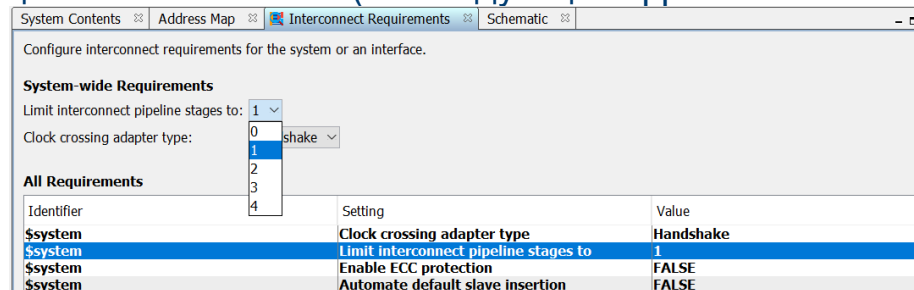 System Contents Address Map Interconnect Requirements Schematic
Configure interconnect requirements for the system or an interface.
System-wide Requirements
Limit interconnect pipeline stages to: 1
Clock crossing adapter type: shake
0
1
2
3
4
All Requirements
Identifier Setting Value
$system Clock crossing adapter type Handshake
$system Limit interconnect pipeline stages to 1
$system Enable ECC protection FALSE
$system Automate default slave insertion FALSE